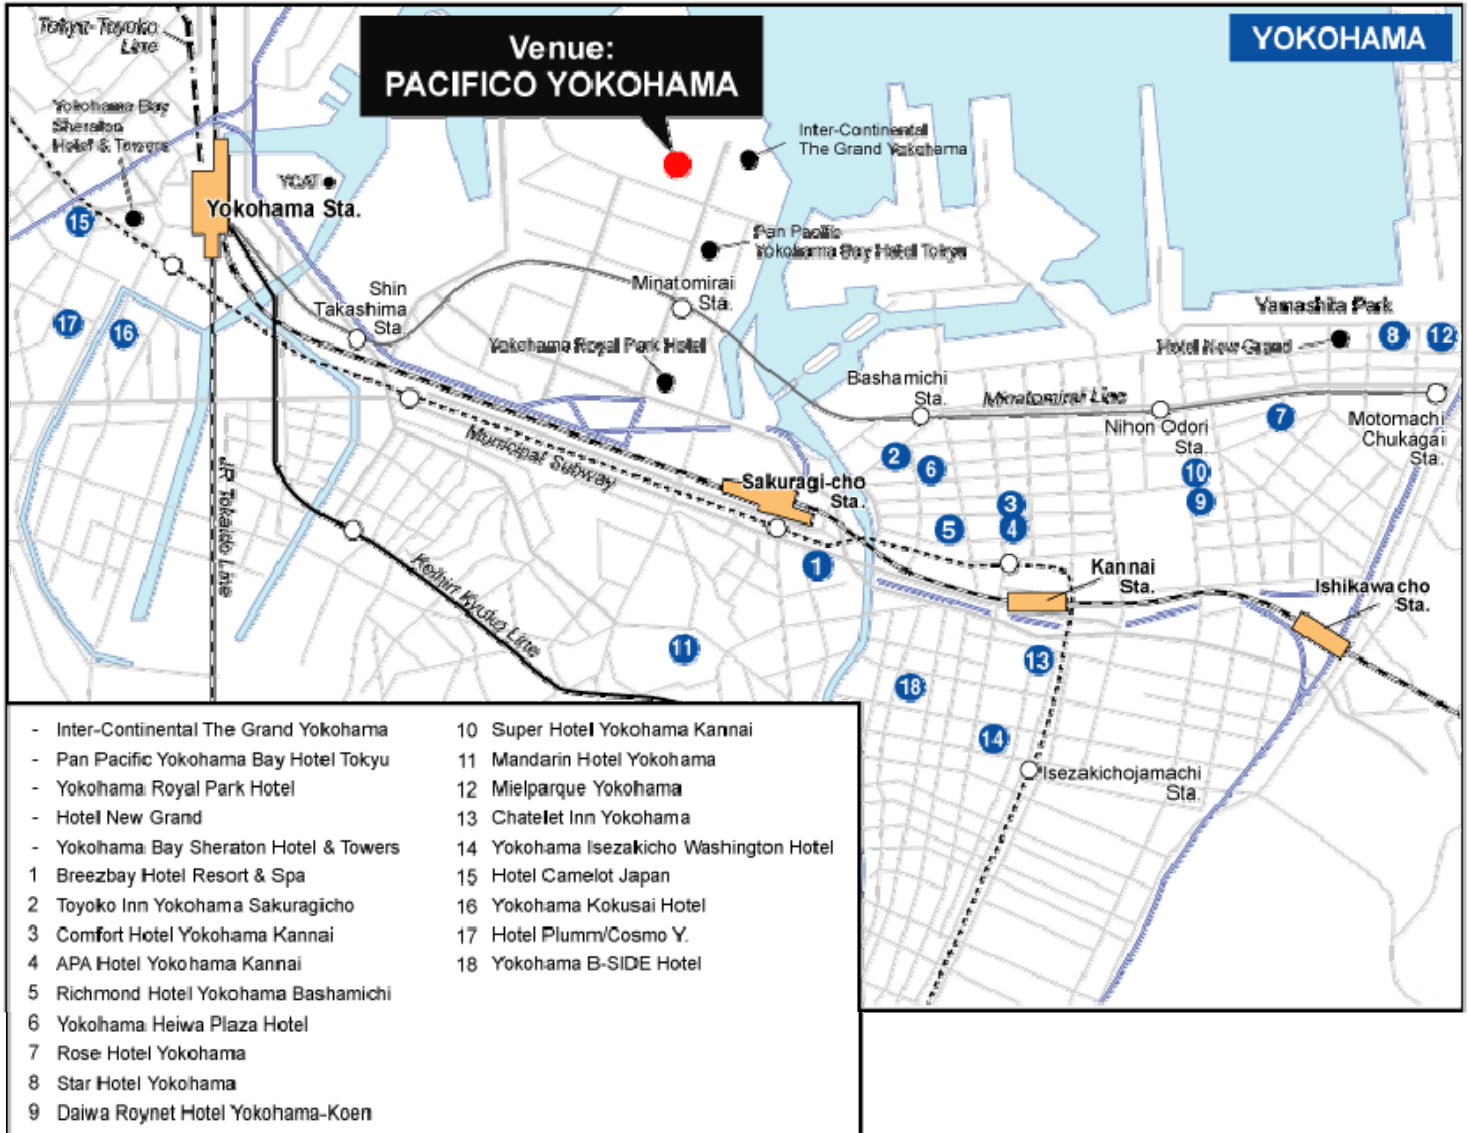 Tokyu-Toyoko
Line
Venue:
PACIFICO YOKOHAMA
YOKOHAMA
Yokohama Bay
Sheraton
Hotel & Towers
Inter-Continental
The Grand Yokohama
YCAT
15
Yokohama Sta.
Pan Pacific
Yokohama Bay Hotel Tokyu
Shin
Takashima
Sta.
Minatomirai
Sta.
Yamashita Park
17
16
Yokohama Royal Park Hotel
Hotel New Grand
8
12
Bashamichi
Sta.
Minatomirai Line
Nihon Odori
Sta.
7
Motomachi
Chukagai
Sta.
Municipal Subway
2
6
10
9
Sakuragi-cho
Sta.
3
4
5
JR Tokaido Line
1
Kannai
Sta.
Ishikawacho
Sta.
Keihin Kyuko Line
11
13
18
14
Isezakichojamachi
Sta.
- Inter-Continental The Grand Yokohama
- Pan Pacific Yokohama Bay Hotel Tokyu
- Yokohama Royal Park Hotel
- Hotel New Grand
- Yokohama Bay Sheraton Hotel & Towers
1 Breezbay Hotel Resort & Spa
2 Toyoko Inn Yokohama Sakuragicho
3 Comfort Hotel Yokohama Kannai
4 APA Hotel Yokohama Kannai
5 Richmond Hotel Yokohama Bashamichi
6 Yokohama Heiwa Plaza Hotel
7 Rose Hotel Yokohama
8 Star Hotel Yokohama
9 Daiwa Roynet Hotel Yokohama-Koen
10 Super Hotel Yokohama Kannai
11 Mandarin Hotel Yokohama
12 Mielparque Yokohama
13 Chatelet Inn Yokohama
14 Yokohama Isezakicho Washington Hotel
15 Hotel Camelot Japan
16 Yokohama Kokusai Hotel
17 Hotel Plumm/Cosmo Y.
18 Yokohama B-SIDE Hotel